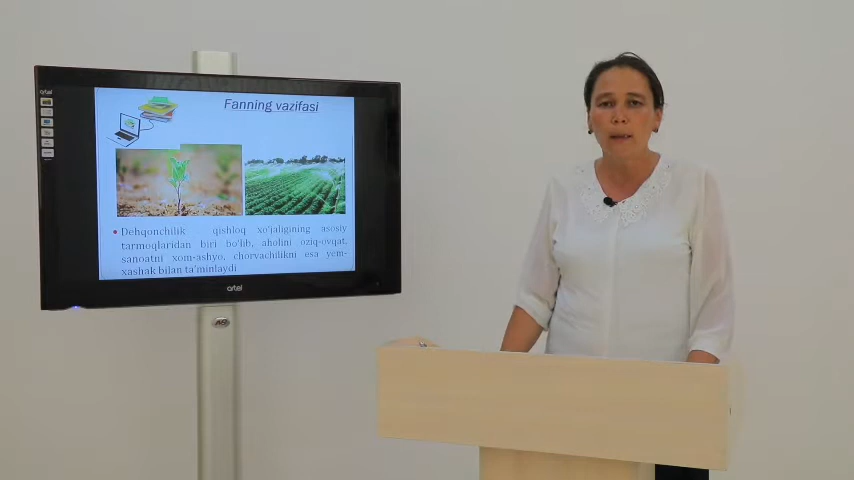 artel
Fanning vazifasi
Dehqonchilik qishloq xo'jaligining asosiy
tarmoqlaridan biri bo'lib, aholini oziq-ovqat,
sanoatni xom-ashyo, chorvachilikni esa yem-
xashak bilan ta'minlaydi
artel